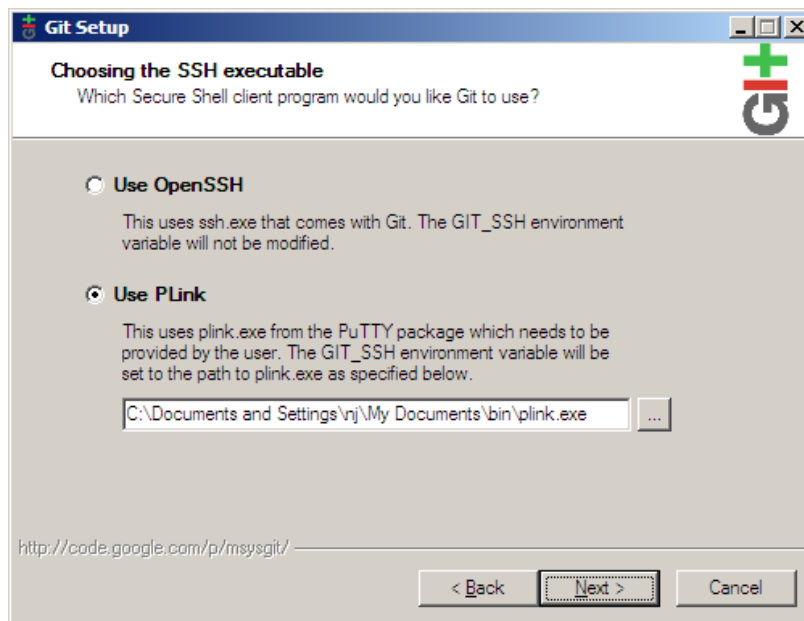 Git Setup
Choosing the SSH executable
Which Secure Shell client program would you like Git to use?
Use OpenSSH
This uses ssh.exe that comes with Git. The GIT_SSH environment
variable will not be modified.
Use PLink
This uses plink.exe from the PuTTY package which needs to be
provided by the user. The GIT_SSH environment variable will be
set to the path to plink.exe as specified below.
C:\Documents and Settings\nj\My Documents\bin\plink.exe
...
http://code.google.com/p/msysgit/
< Back
Next >
Cancel